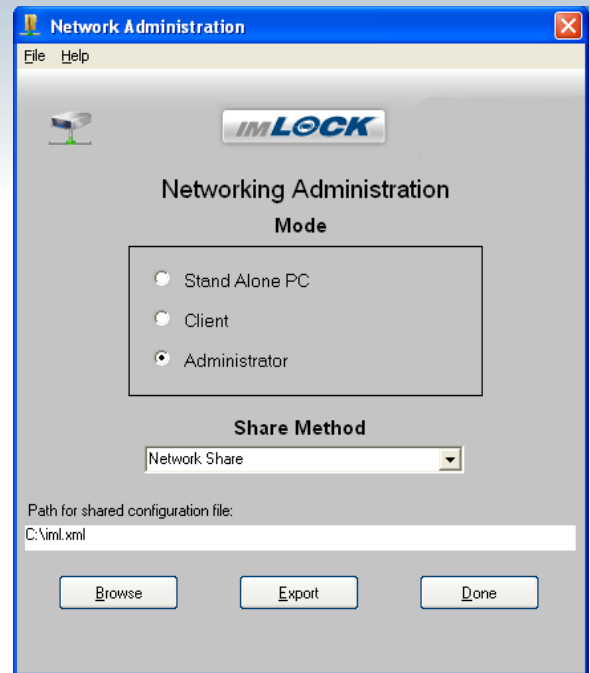 Network Administration
File Help
IMLOCK
Networking Administration
Mode
Stand Alone PC
Client
Administrator
Share Method
Network Share
Path for shared configuration file:
C:\iml.xml
Browse Export Done